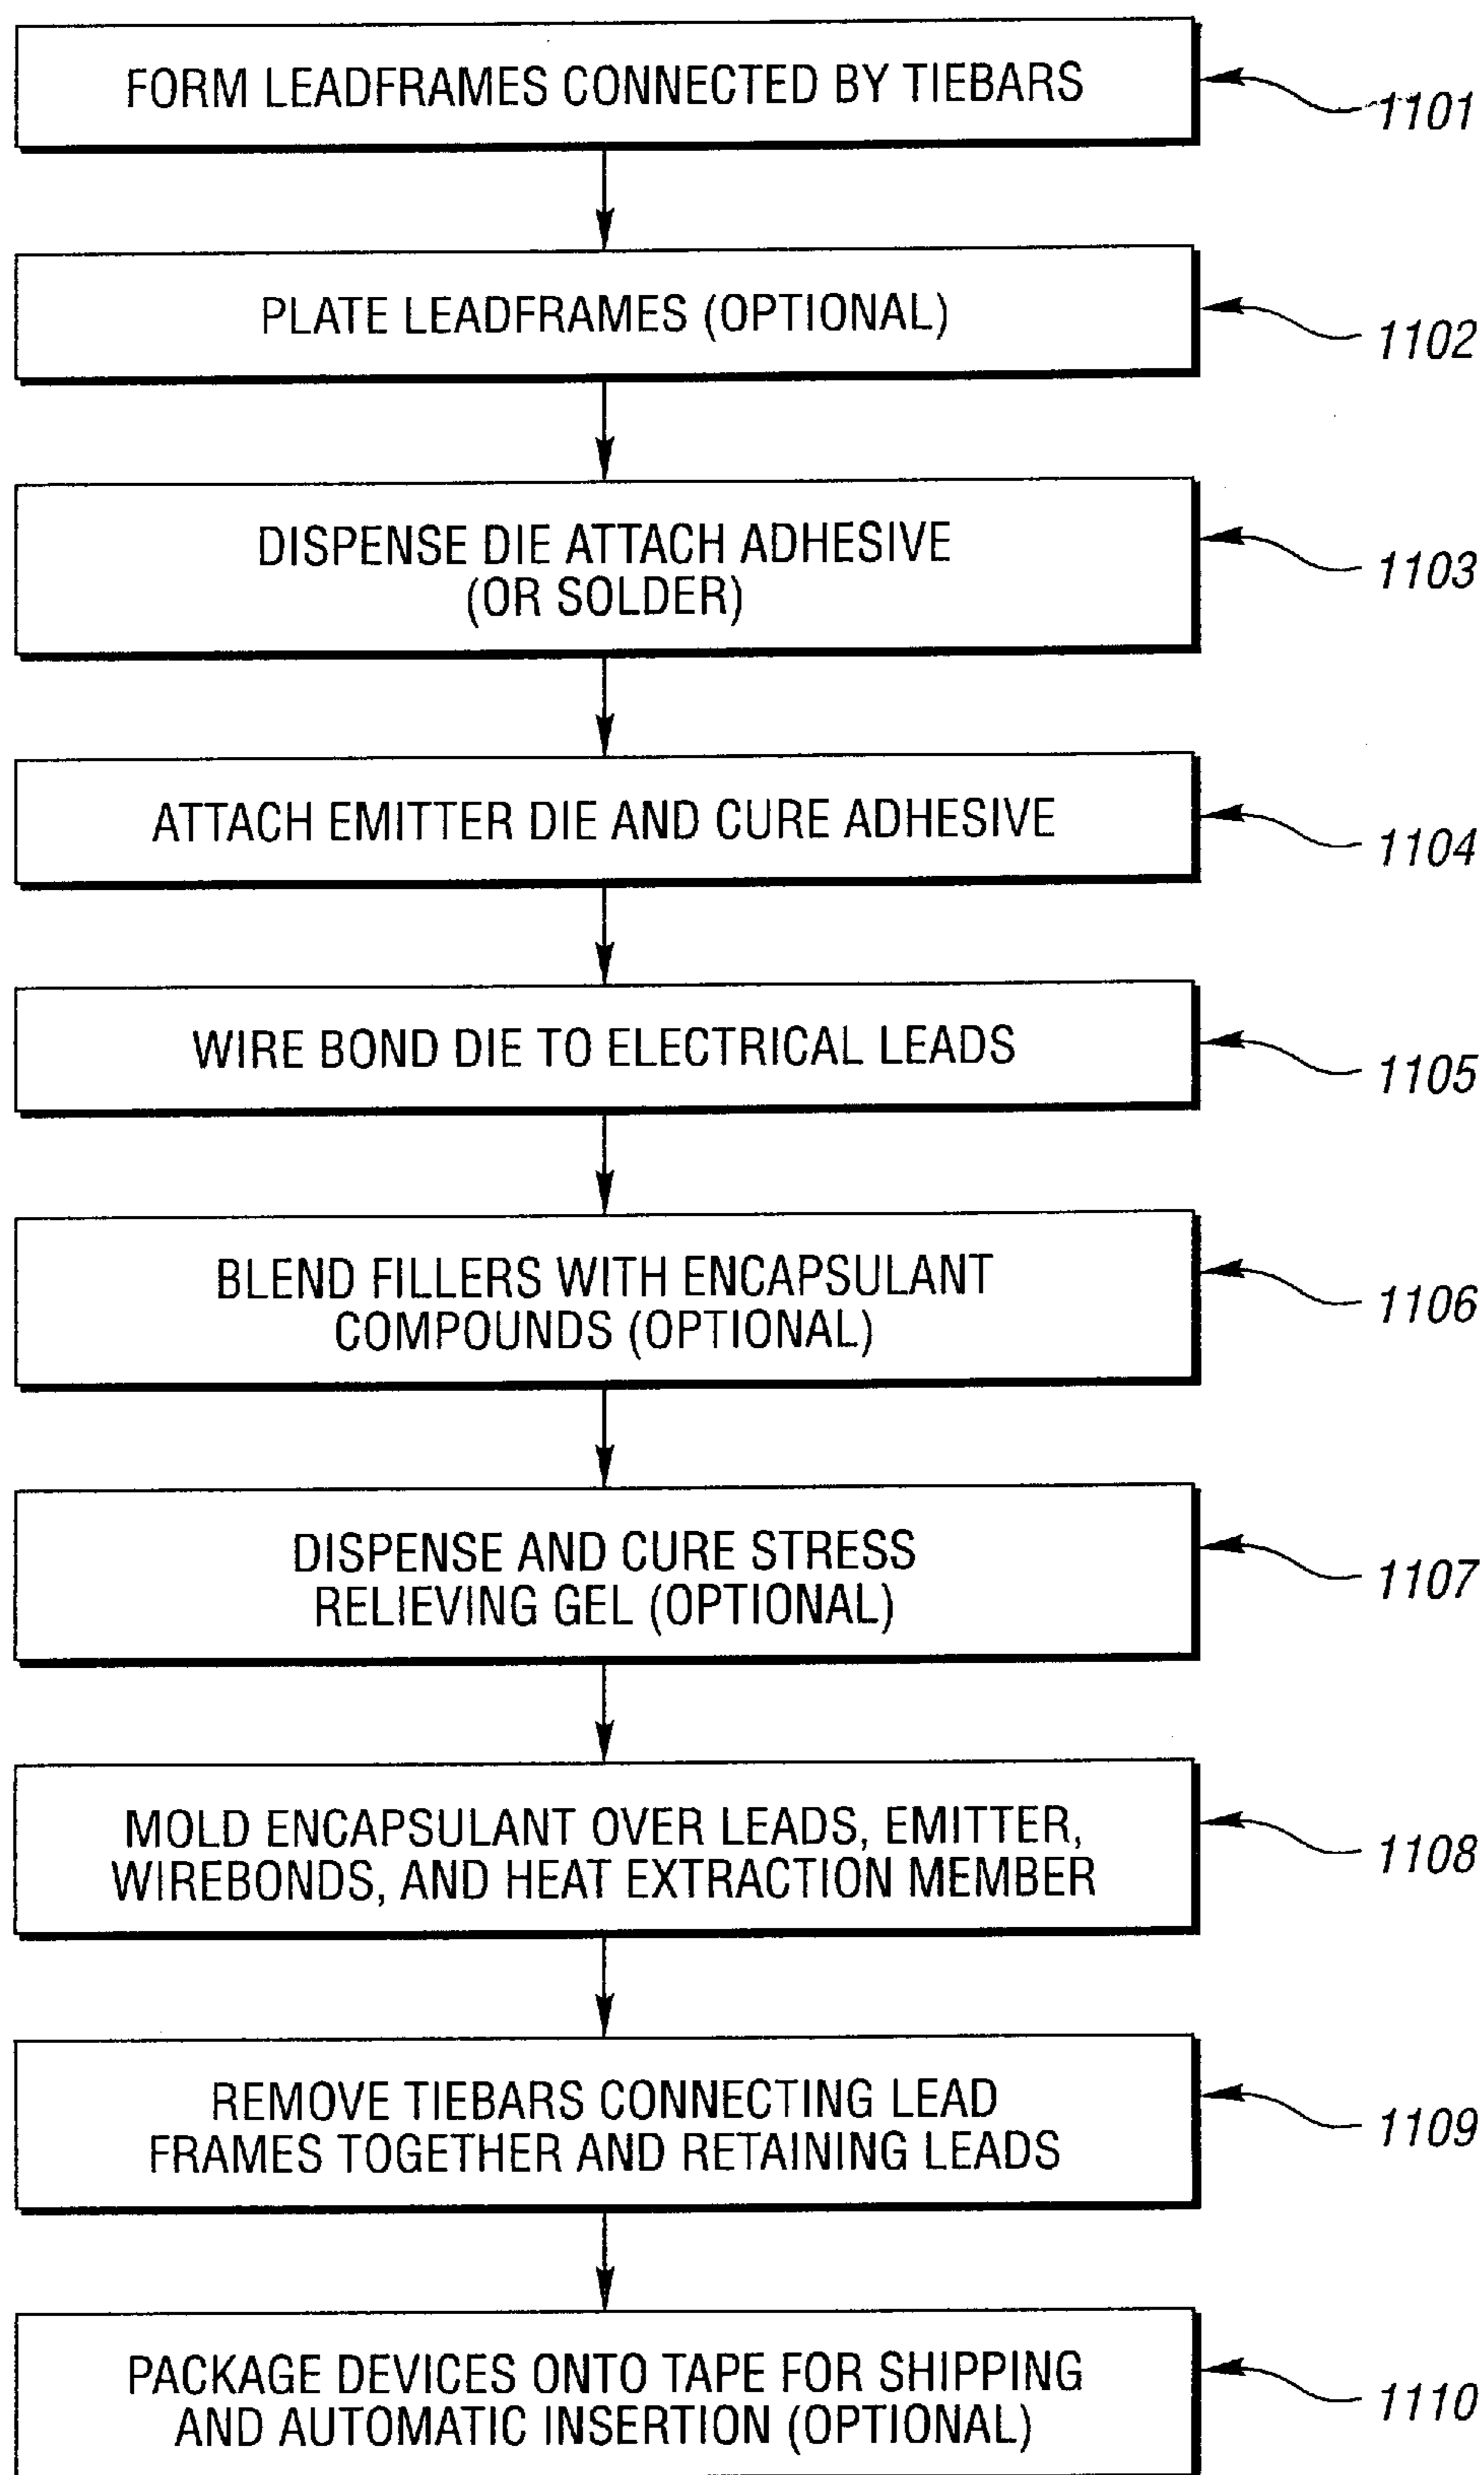 FORM LEADFRAMES CONNECTED BY TIEBARS
1101
PLATE LEADFRAMES (OPTIONAL)
1102
DISPENSE DIE ATTACH ADHESIVE
(OR SOLDER)
1103
ATTACH EMITTER DIE AND CURE ADHESIVE
1104
WIRE BOND DIE TO ELECTRICAL LEADS
1105
BLEND FILLERS WITH ENCAPSULANT
COMPOUNDS (OPTIONAL)
1106
DISPENSE AND CURE STRESS
RELIEVING GEL (OPTIONAL)
1107
MOLD ENCAPSULANT OVER LEADS, EMITTER,
WIREBONDS, AND HEAT EXTRACTION MEMBER
1108
REMOVE TIEBARS CONNECTING LEAD
FRAMES TOGETHER AND RETAINING LEADS
1109
PACKAGE DEVICES ONTO TAPE FOR SHIPPING
AND AUTOMATIC INSERTION (OPTIONAL)
1110